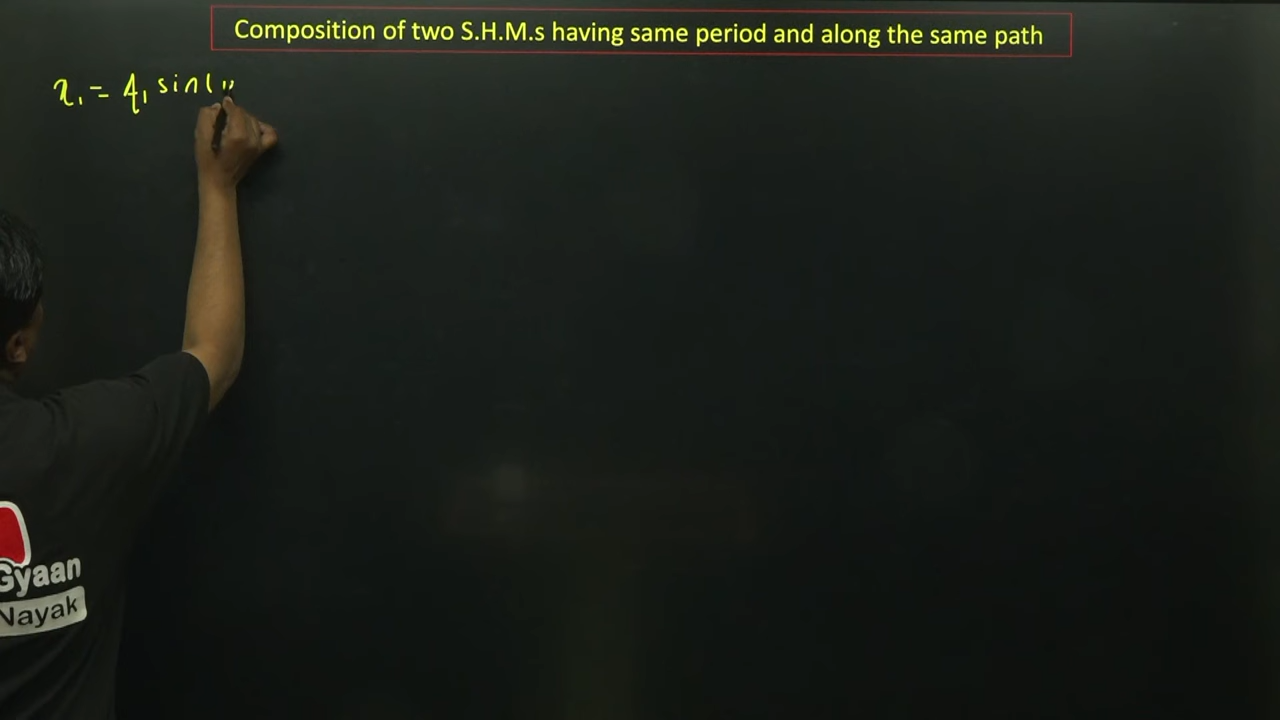 Composition of two S.H.M.s having same period and along the same path
x₁ = A₁ sin(
Gyaan
Nayak